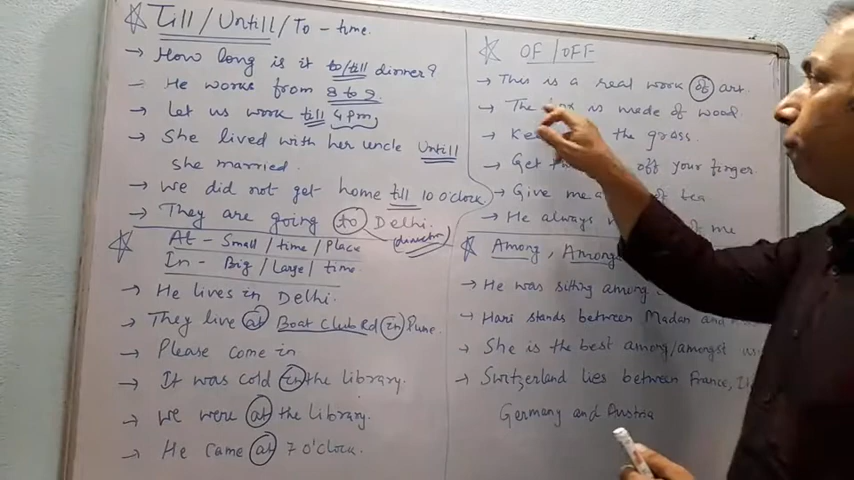 Till/Untill/To - time.
→ How long is it to/till dinner?
→ He works from 8 to 9.
→ Let us work till 4 pm,
→ She lived with her uncle Untill
she married.
→ We did not get home till 10 o'clock
→ They are going to Delhi.
(direction)
At - Small/time/Place
In - Big/Large/time
→ He lives in Delhi.
→ They live at Boat Club Rd in Pune.
→ Please come in
→ It was cold in the library.
→ We were at the library.
→ He came at 7 o'clock.
OF/OFF
→ This is a real work of art.
→ The is made of wood
→ the grass.
→ Get off your finger
→ Give me of tea
→ He always of me
Among,
→ He was sitting among
→ Hari stands between Madan and
→ She is the best among/amongst
→ Switzerland lies between France,
Germany and Austria